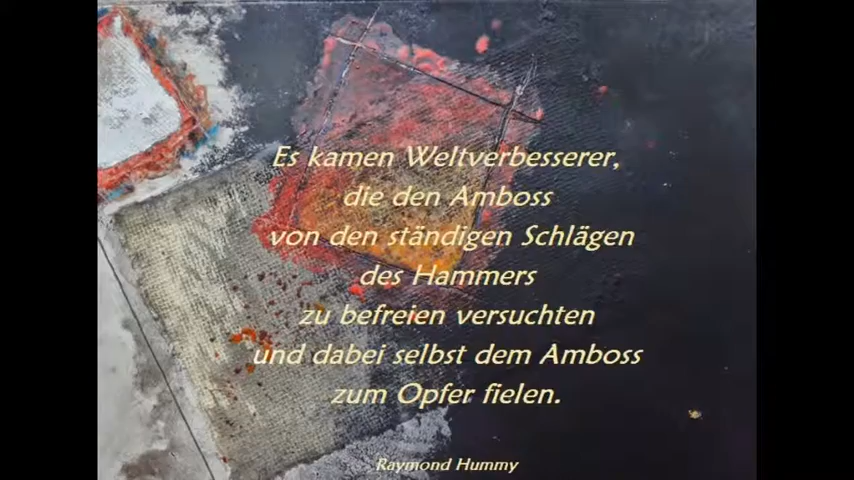 Es kamen Weltverbesserer,
die den Amboss
von den ständigen Schlägen
des Hammers
zu befreien versuchten
und dabei selbst dem Amboss
zum Opfer fielen.
Raymond Hummy